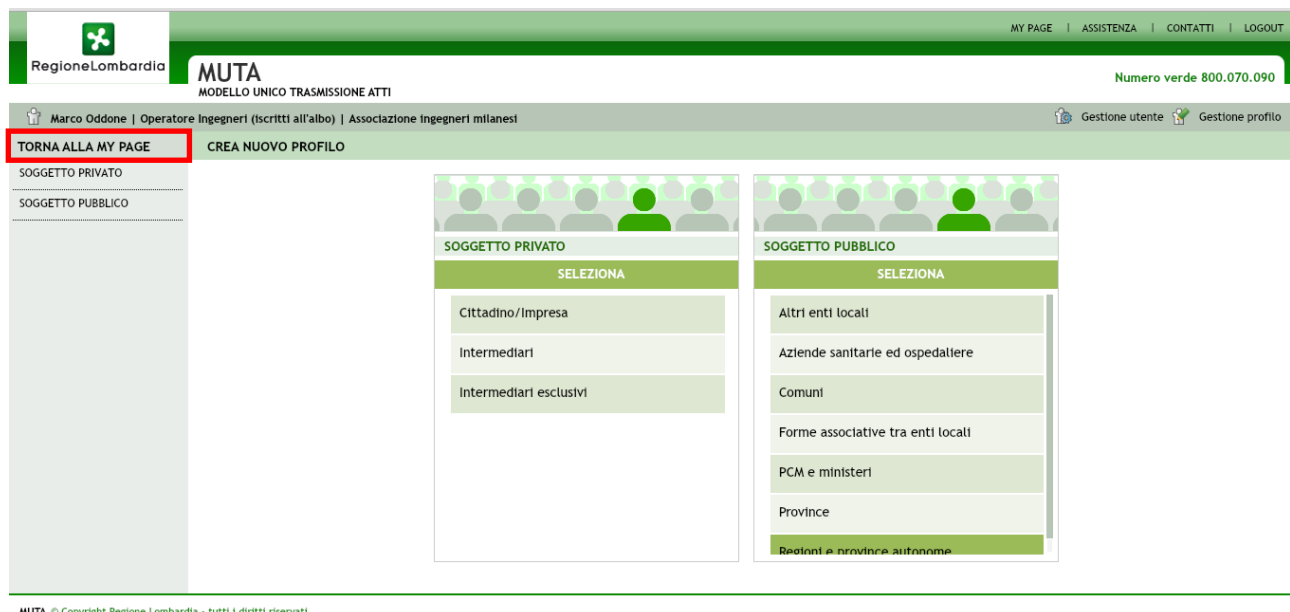 MY PAGE | ASSISTENZA | CONTATTI | LOGOUT
RegioneLombardia
MUTA
MODELLO UNICO TRASMISSIONE ATTI
Numero verde 800.070.090
Marco Oddone | Operatore Ingegneri (iscritti all'albo) | Associazione ingegneri milanesi
Gestione utente Gestione profilo
TORNA ALLA MY PAGE
CREA NUOVO PROFILO
SOGGETTO PRIVATO
SOGGETTO PUBBLICO
SOGGETTO PRIVATO
SELEZIONA
Cittadino/Impresa
Intermediari
Intermediari esclusivi
SOGGETTO PUBBLICO
SELEZIONA
Altri enti locali
Aziende sanitarie ed ospedaliere
Comuni
Forme associative tra enti locali
PCM e ministeri
Province
Regioni e province autonome
MUTA © Copyright Regione Lombardia - tutti i diritti riservati